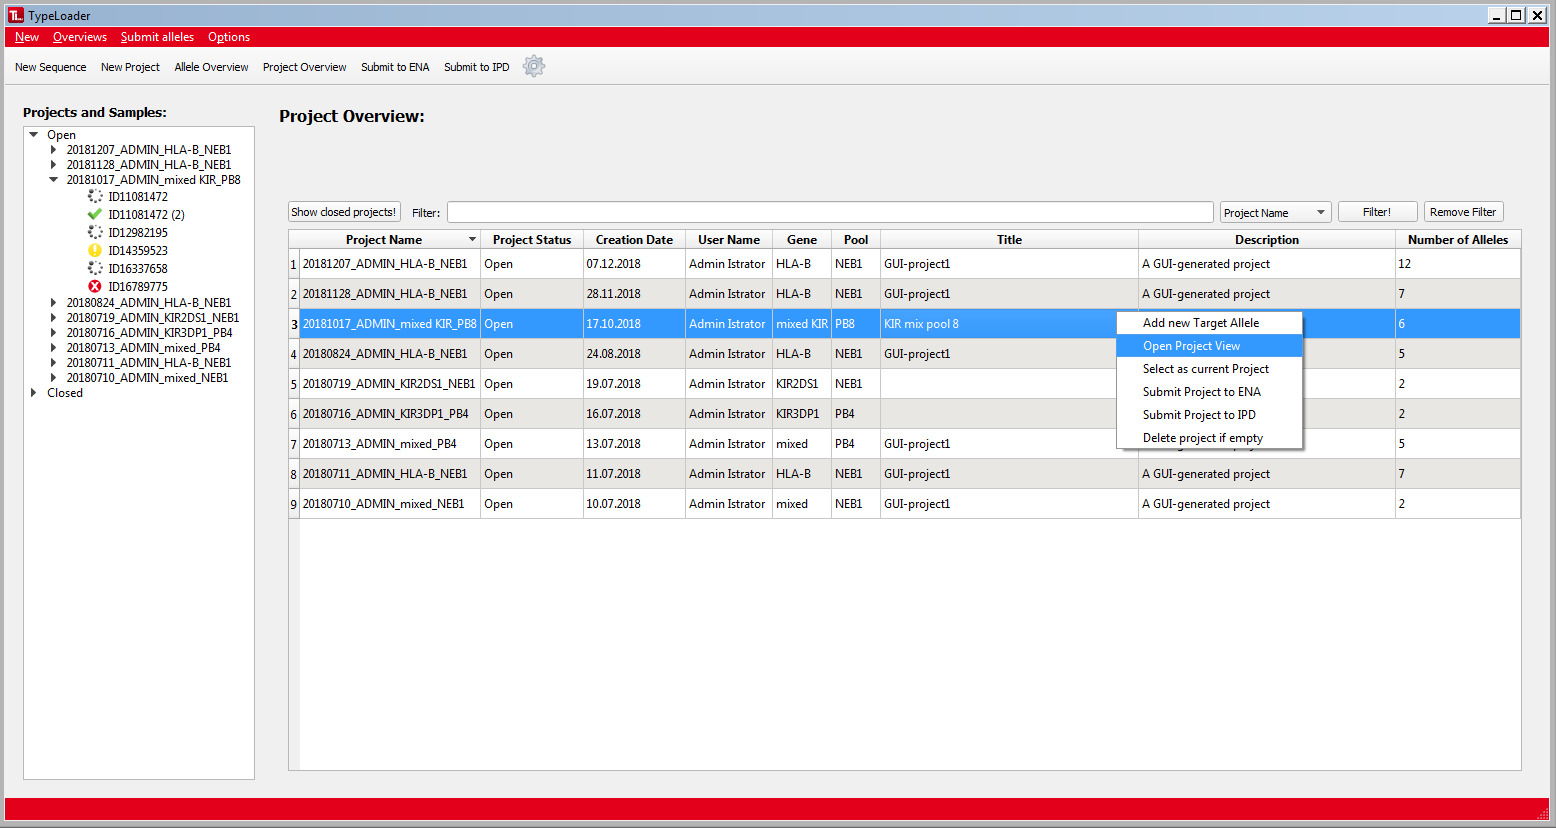 TL TypeLoader
New Overviews Submit alleles Options
New Sequence New Project Allele Overview Project Overview Submit to ENA Submit to IPD
Projects and Samples:
Open
20181207_ADMIN_HLA-B_NEB1
20181128_ADMIN_HLA-B_NEB1
20181017_ADMIN_mixed KIR_PB8
ID11081472
ID11081472 (2)
ID12982195
ID14359523
ID16337658
ID16789775
20180824_ADMIN_HLA-B_NEB1
20180719_ADMIN_KIR2DS1_NEB1
20180716_ADMIN_KIR3DP1_PB4
20180713_ADMIN_mixed_PB4
20180711_ADMIN_HLA-B_NEB1
20180710_ADMIN_mixed_NEB1
Closed
Project Overview:
Show closed projects! Filter: Project Name Filter! Remove Filter
Project Name Project Status Creation Date User Name Gene Pool Title Description Number of Alleles
1 20181207_ADMIN_HLA-B_NEB1 Open 07.12.2018 Admin Istrator HLA-B NEB1 GUI-project1 A GUI-generated project 12
2 20181128_ADMIN_HLA-B_NEB1 Open 28.11.2018 Admin Istrator HLA-B NEB1 GUI-project1 A GUI-generated project 7
3 20181017_ADMIN_mixed KIR_PB8 Open 17.10.2018 Admin Istrator mixed KIR PB8 KIR mix pool 8 6
4 20180824_ADMIN_HLA-B_NEB1 Open 24.08.2018 Admin Istrator HLA-B NEB1 GUI-project1 5
5 20180719_ADMIN_KIR2DS1_NEB1 Open 19.07.2018 Admin Istrator KIR2DS1 NEB1 2
6 20180716_ADMIN_KIR3DP1_PB4 Open 16.07.2018 Admin Istrator KIR3DP1 PB4 2
7 20180713_ADMIN_mixed_PB4 Open 13.07.2018 Admin Istrator mixed PB4 GUI-project1 5
8 20180711_ADMIN_HLA-B_NEB1 Open 11.07.2018 Admin Istrator HLA-B NEB1 GUI-project1 A GUI-generated project 7
9 20180710_ADMIN_mixed_NEB1 Open 10.07.2018 Admin Istrator mixed NEB1 GUI-project1 A GUI-generated project 2
Add new Target Allele
Open Project View
Select as current Project
Submit Project to ENA
Submit Project to IPD
Delete project if empty